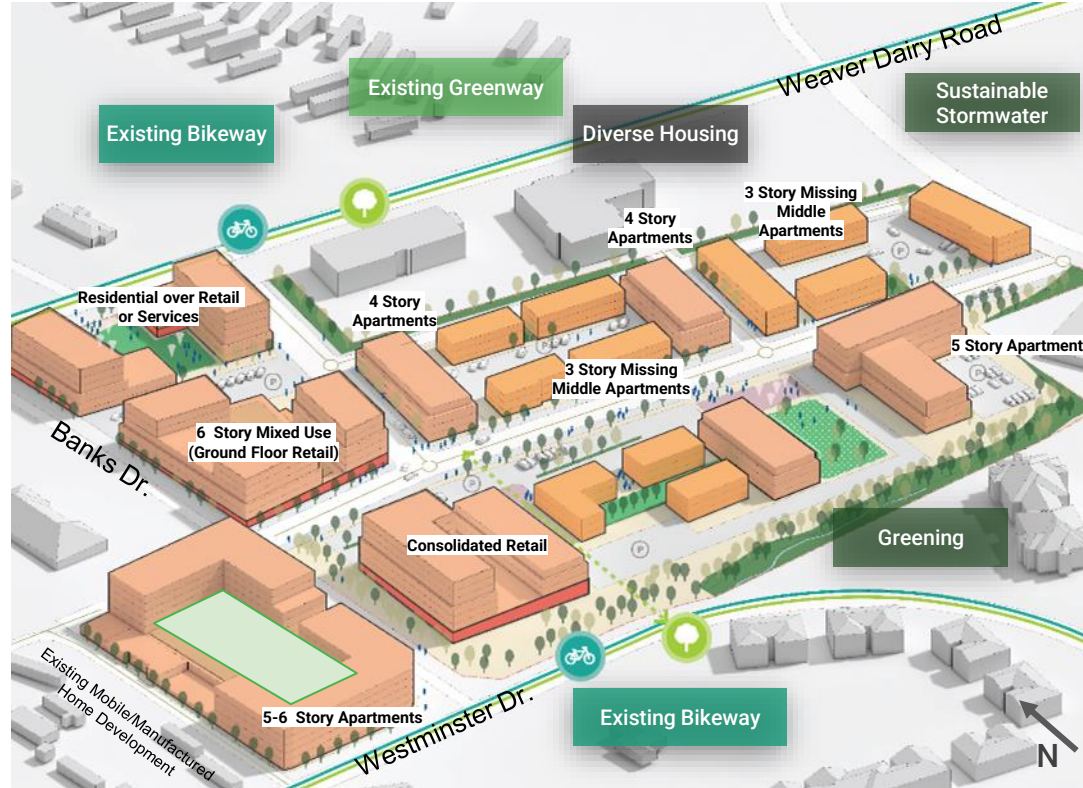 Weaver Dairy Road
Existing Greenway
Sustainable
Stormwater
Existing Bikeway
Diverse Housing
3 Story Missing
Middle
Apartments
4 Story
Apartments
Residential over Retail
or Services
4 Story
Apartments
P
P
P
P
5 Story Apartment
3 Story Missing
Middle Apartments
6  Story Mixed Use
(Ground Floor Retail)
Banks Dr.
P
Consolidated Retail
P
Greening
Existing Mobile/Manufactured
Home Development
5-6  Story Apartments
Westminster Dr.
Existing Bikeway
N